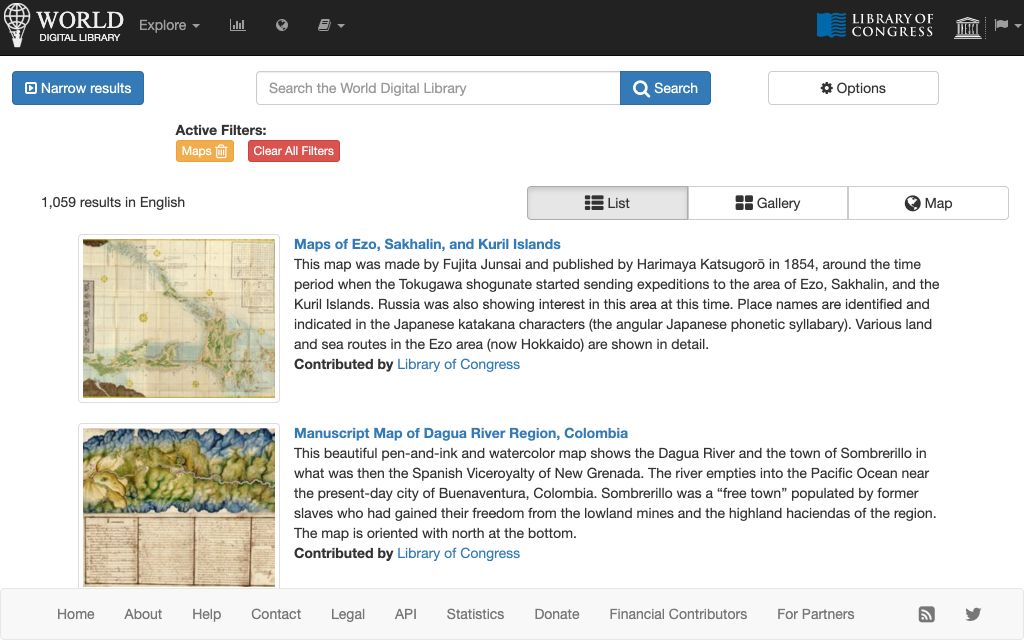 WORLD
DIGITAL LIBRARY
Explore
LIBRARY OF
CONGRESS
Narrow results
Search the World Digital Library
Search
Options
Active Filters:
Maps
Clear All Filters
1,059 results in English
List
Gallery
Map
Maps of Ezo, Sakhalin, and Kuril Islands
This map was made by Fujita Junsai and published by Harimaya Katsugorō in 1854, around the time
period when the Tokugawa shogunate started sending expeditions to the area of Ezo, Sakhalin, and the
Kuril Islands. Russia was also showing interest in this area at this time. Place names are identified and
indicated in the Japanese katakana characters (the angular Japanese phonetic syllabary). Various land
and sea routes in the Ezo area (now Hokkaido) are shown in detail.
Contributed by Library of Congress
Manuscript Map of Dagua River Region, Colombia
This beautiful pen-and-ink and watercolor map shows the Dagua River and the town of Sombrerillo in
what was then the Spanish Viceroyalty of New Grenada. The river empties into the Pacific Ocean near
the present-day city of Buenaventura, Colombia. Sombrerillo was a “free town” populated by former
slaves who had gained their freedom from the lowland mines and the highland haciendas of the region.
The map is oriented with north at the bottom.
Contributed by Library of Congress
Home
About
Help
Contact
Legal
API
Statistics
Donate
Financial Contributors
For Partners